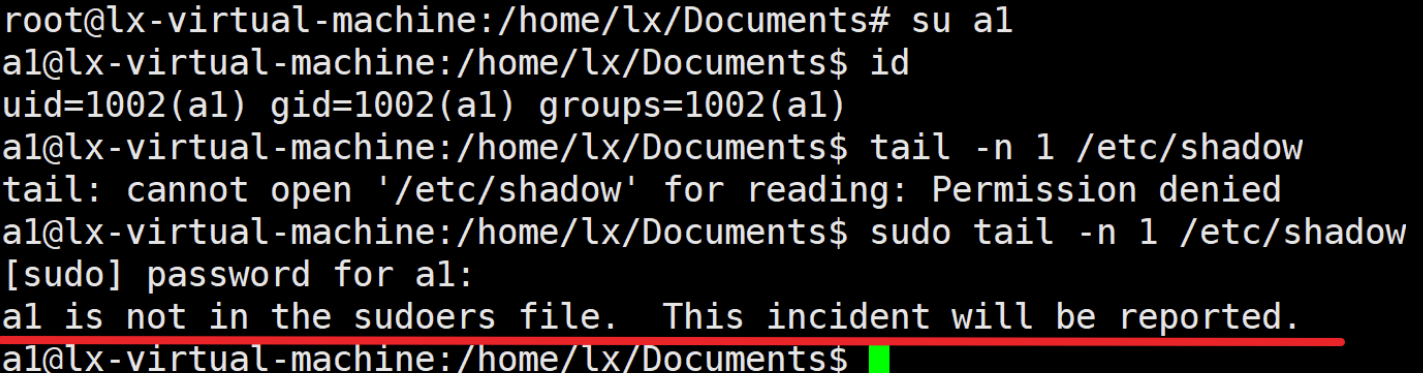 root@lx-virtual-machine:/home/lx/Documents# su a1
a1@lx-virtual-machine:/home/lx/Documents$ id
uid=1002(a1) gid=1002(a1) groups=1002(a1)
a1@lx-virtual-machine:/home/lx/Documents$ tail -n 1 /etc/shadow
tail: cannot open '/etc/shadow' for reading: Permission denied
a1@lx-virtual-machine:/home/lx/Documents$ sudo tail -n 1 /etc/shadow
[sudo] password for a1:
a1 is not in the sudoers file.  This incident will be reported.
a1@lx-virtual-machine:/home/lx/Documents$